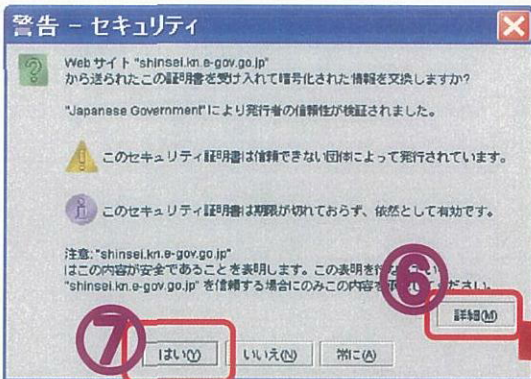 警告 - セキュリティ
Webサイト "shinsei.kn.e-gov.go.jp"
から送られたこの証明書を受け入れて暗号化された情報を交換しますか?
"Japanese Government" により発行者の信頼性が検証されました。
このセキュリティ証明書は信頼できない団体によって発行されています。
このセキュリティ証明書は期限が切れておらず、依然として有効です。
注意: "shinsei.kn.e-gov.go.jp"
はこの内容が安全であることを表明します。この表明を
"shinsei.kn.e-gov.go.jp" を信頼する場合にのみこの内容を ださい。
⑥
詳細(M)
⑦
はい(Y) いいえ(N) 常に(A)